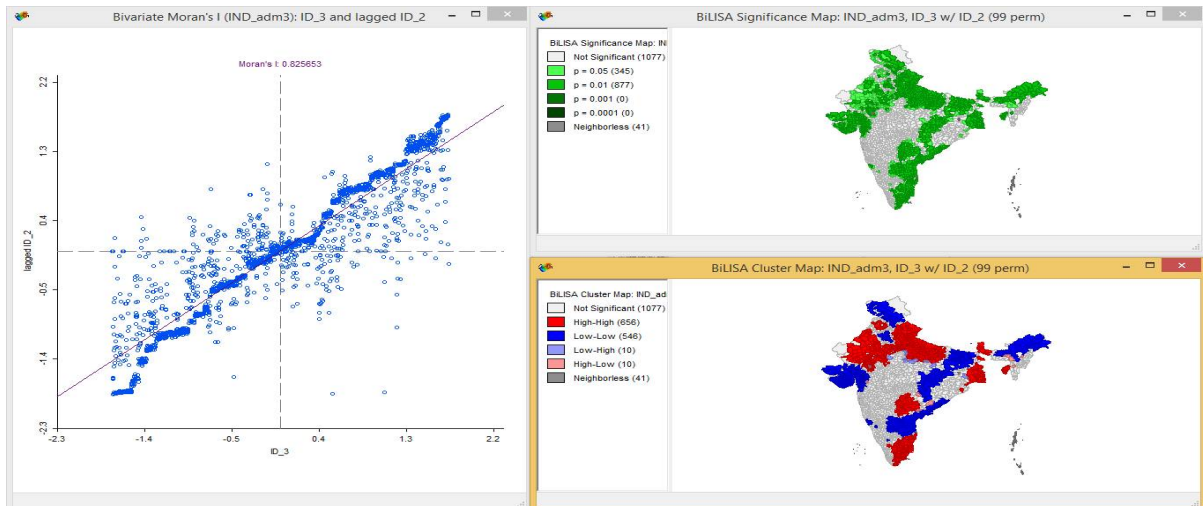 Bivariate Moran's I (IND_adm3): ID_3 and lagged ID_2
Moran's I: 0.825653
2.2
1.3
0.4
-0.5
-1.4
-2.3
lagged ID_2
-2.3
-1.4
-0.5
0.4
1.3
2.2
ID_3
BiLISA Significance Map: IND_adm3, ID_3 w/ ID_2 (99 perm)
BiLISA Significance Map: IN
Not Significant (1077)
p = 0.05 (345)
p = 0.01 (877)
p = 0.001 (0)
p = 0.0001 (0)
Neighborless (41)
BiLISA Cluster Map: IND_adm3, ID_3 w/ ID_2 (99 perm)
BiLISA Cluster Map: IND_ad
Not Significant (1077)
High-High (656)
Low-Low (546)
Low-High (10)
High-Low (10)
Neighborless (41)